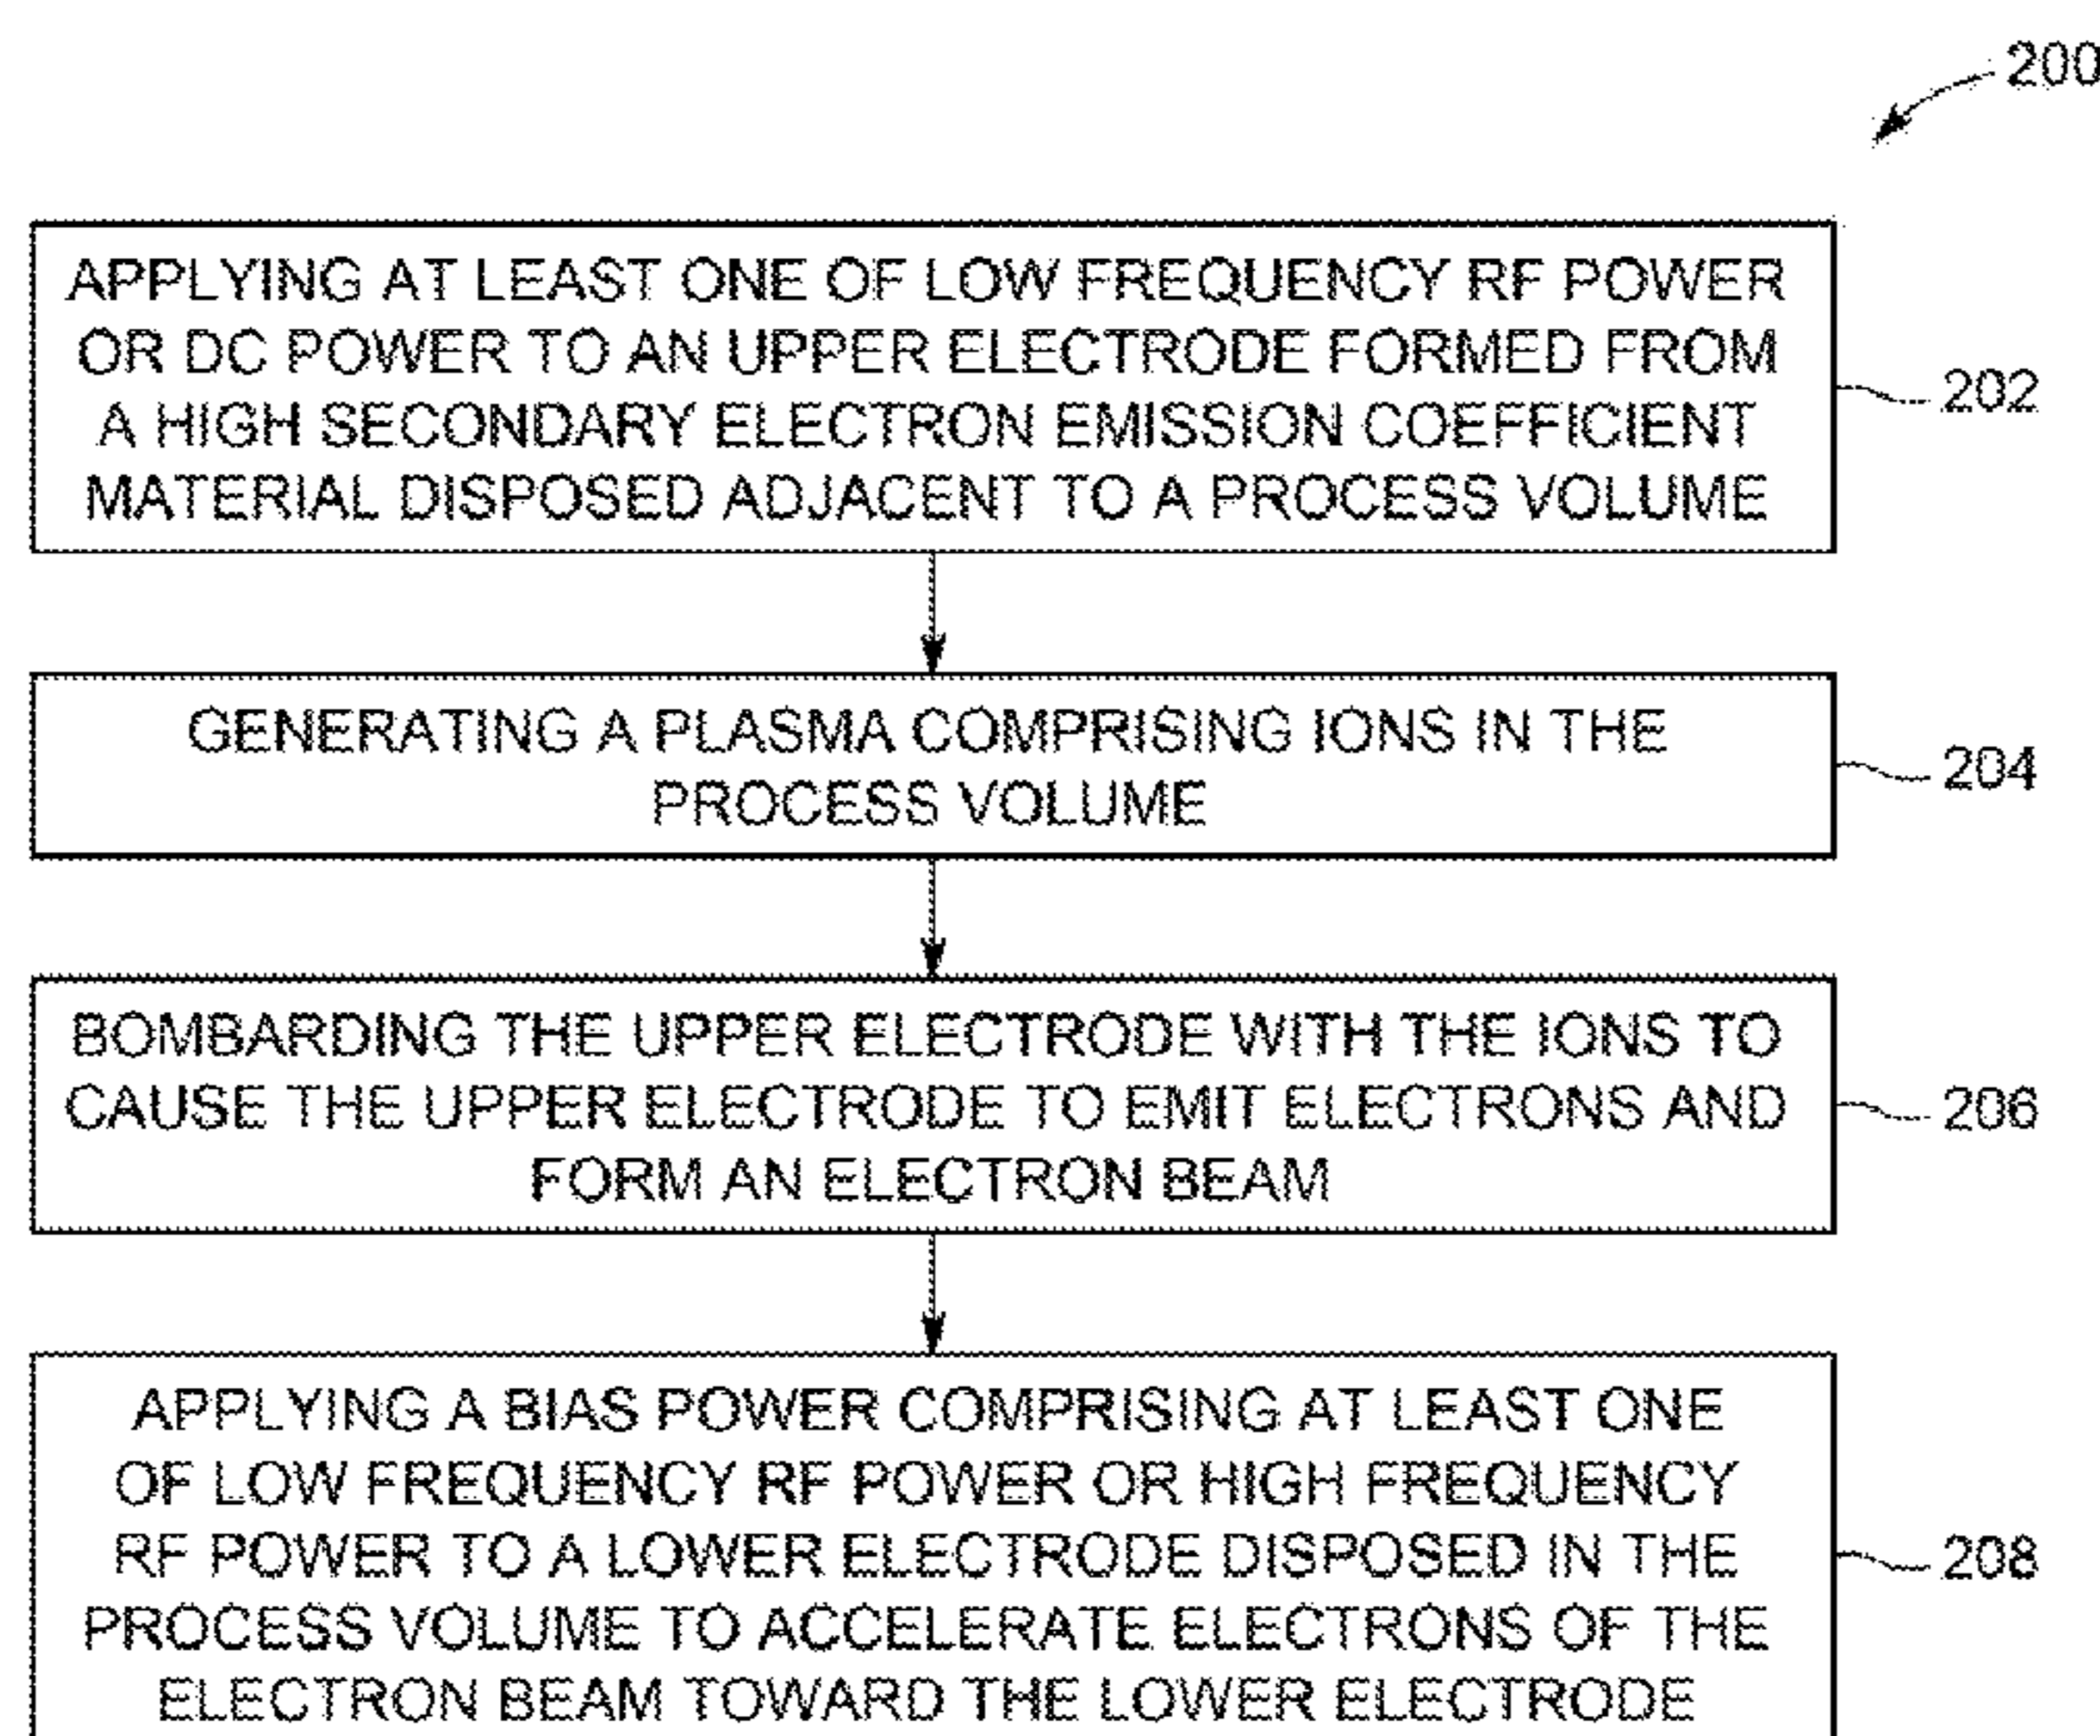 200
APPLYING AT LEAST ONE OF LOW FREQUENCY RF POWER
OR DC POWER TO AN UPPER ELECTRODE FORMED FROM
A HIGH SECONDARY ELECTRON EMISSION COEFFICIENT
MATERIAL DISPOSED ADJACENT TO A PROCESS VOLUME
202
GENERATING A PLASMA COMPRISING IONS IN THE
PROCESS VOLUME
204
BOMBARDING THE UPPER ELECTRODE WITH THE IONS TO
CAUSE THE UPPER ELECTRODE TO EMIT ELECTRONS AND
FORM AN ELECTRON BEAM
206
APPLYING A BIAS POWER COMPRISING AT LEAST ONE
OF LOW FREQUENCY RF POWER OR HIGH FREQUENCY
RF POWER TO A LOWER ELECTRODE DISPOSED IN THE
PROCESS VOLUME TO ACCELERATE ELECTRONS OF THE
ELECTRON BEAM TOWARD THE LOWER ELECTRODE
208